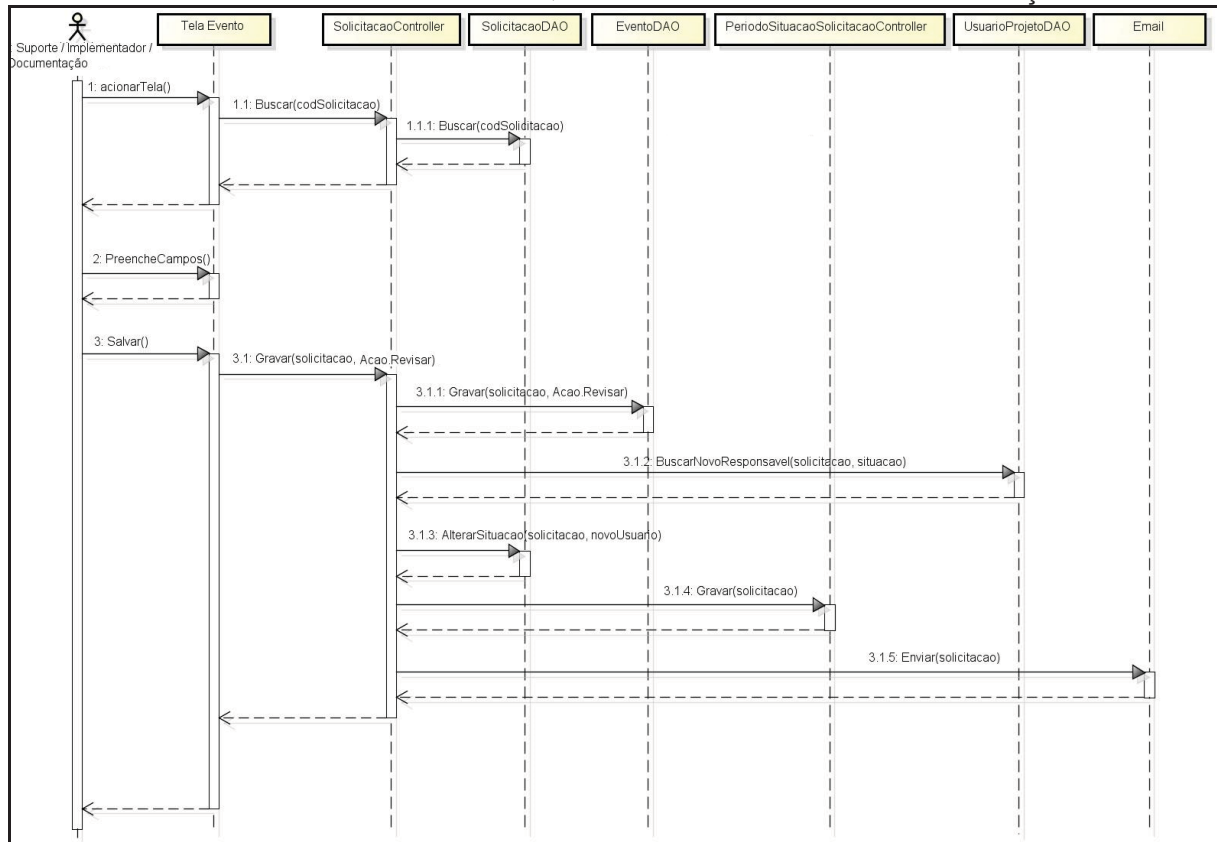 Tela Evento
SolicitacaoController
SolicitacaoDAO
EventoDAO
PeriodoSituacaoSolicitacaoController
UsuarioProjetoDAO
Email
Suporte / Implementador /
Documentação
1: acionarTela()
1.1: Buscar(codSolicitacao)
1.1.1: Buscar(codSolicitacao)
2: PreencheCampos()
3: Salvar()
3.1: Gravar(solicitacao, Acao.Revisar)
3.1.1: Gravar(solicitacao, Acao.Revisar)
3.1.2: BuscarNovoResponsavel(solicitacao, situacao)
3.1.3: AlterarSituacao(solicitacao, novoUsuario)
3.1.4: Gravar(solicitacao)
3.1.5: Enviar(solicitacao)